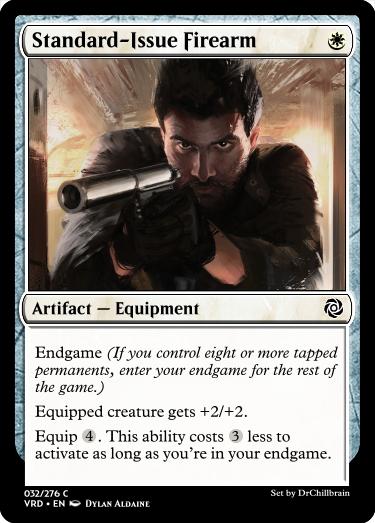 Standard-Issue Firearm
Artifact — Equipment
Endgame (If you control eight or more tapped
permanents, enter your endgame for the rest of
the game.)
Equipped creature gets +2/+2.
Equip 4. This ability costs 3 less to
activate as long as you're in your endgame.
032/276 C
VRD • EN Dylan Aldaine
Set by DrChillbrain